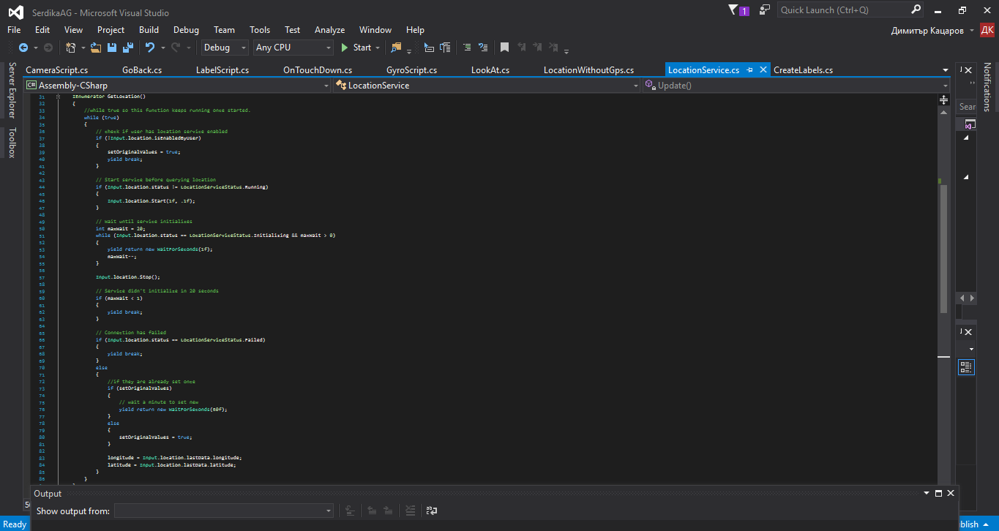 SerdikaAG - Microsoft Visual Studio
1
Quick Launch (Ctrl+Q)
File Edit View Project Build Debug Team Tools Test Analyze Window Help
Димитър Кацаров ДК
Debug Any CPU Start
CameraScript.cs GoBack.cs LabelScript.cs OnTouchDown.cs GyroScript.cs LookAt.cs LocationWithoutGps.cs LocationService.cs CreateLabels.cs
Server Explorer
Toolbox
Notifications
C# Assembly-CSharp LocationService Update()
Sear
31 IEnumerator GetLocation()
32 {
33 //while true so this function keeps running once started.
34 while (true)
35 {
36 // check if user has location service enabled
37 if (!Input.location.isEnabledByUser)
38 {
39 setOriginalValues = true;
40 yield break;
41 }
42
43 // Start service before querying location
44 if (Input.location.status != LocationServiceStatus.Running)
45 {
46 Input.location.Start(1f, .1f);
47 }
48
49 // Wait until service initializes
50 int maxWait = 20;
51 while (Input.location.status == LocationServiceStatus.Initializing && maxWait > 0)
52 {
53 yield return new WaitForSeconds(1f);
54 maxWait--;
55 }
56
57 Input.location.Stop();
58
59 // Service didn't initialize in 20 seconds
60 if (maxWait < 1)
61 {
62 yield break;
63 }
64
65 // Connection has failed
66 if (Input.location.status == LocationServiceStatus.Failed)
67 {
68 yield break;
69 }
70 else
71 {
72 //if they are already set once
73 if (setOriginalValues)
74 {
75 // wait a minute to set new
76 yield return new WaitForSeconds(60f);
77 }
78 else
79 {
80 setOriginalValues = true;
81 }
82
83 longitude = Input.location.lastData.longitude;
84 latitude = Input.location.lastData.latitude;
85 }
86 }
Output
Show output from:
Ready
blish